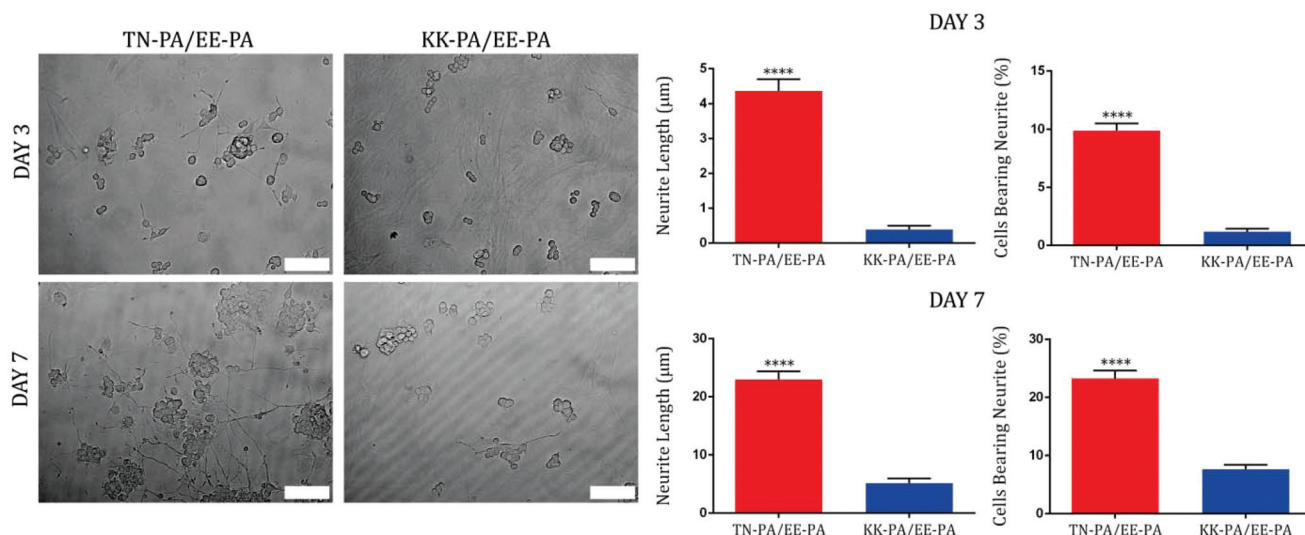 TN-PA/EE-PA
KK-PA/EE-PA
DAY 3
DAY 7
DAY 3
Neurite Length (µm)
5
4
3
2
1
0
****
TN-PA/EE-PA
KK-PA/EE-PA
Cells Bearing Neurite (%)
15
10
5
0
****
TN-PA/EE-PA
KK-PA/EE-PA
DAY 7
Neurite Length (µm)
30
20
10
0
****
TN-PA/EE-PA
KK-PA/EE-PA
Cells Bearing Neurite (%)
30
20
10
0
****
TN-PA/EE-PA
KK-PA/EE-PA